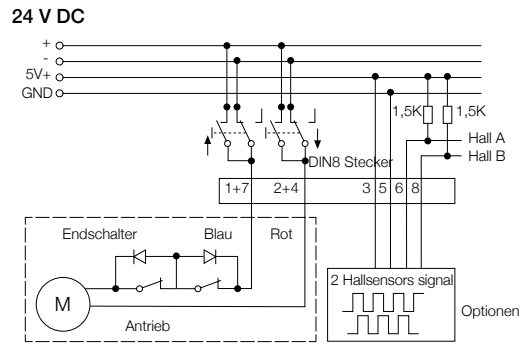 24 V DC
+
-
5V+
GND
1,5K 1,5K
Hall A
Hall B
DIN8 Stecker
1+7 2+4 3 5 6 8
Endschalter Blau Rot
2 Hallsensors signal
M
Optionen
Antrieb